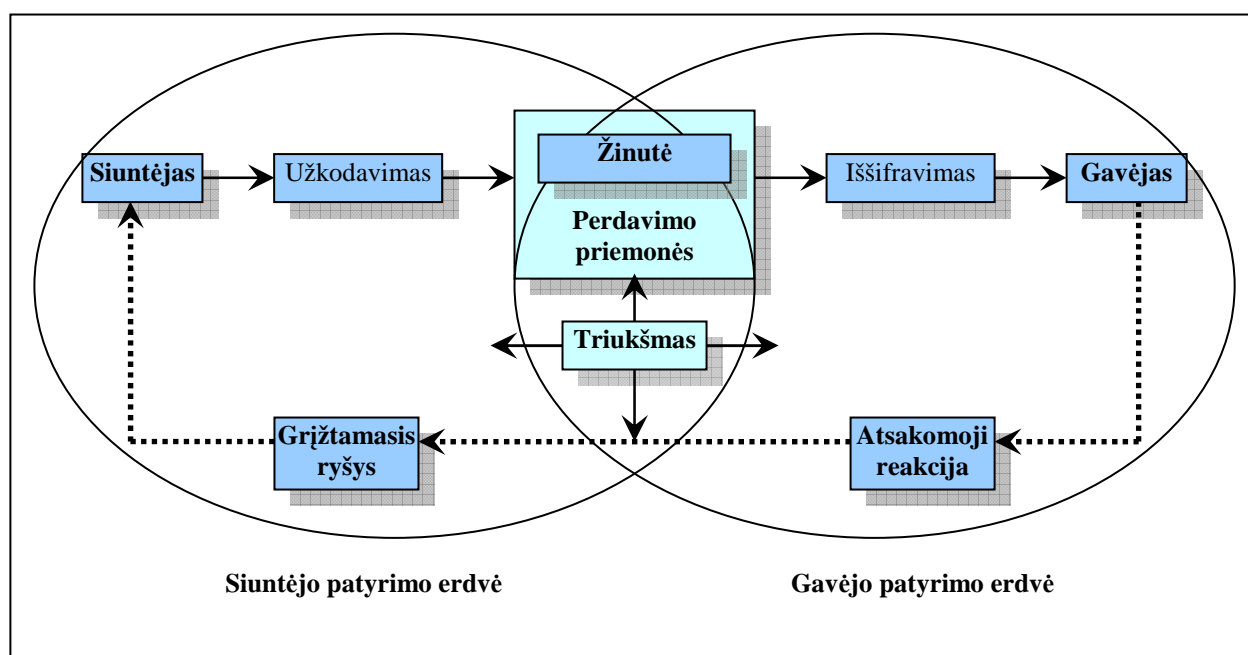 Siuntėjas
Užkodavimas
Žinutė
Perdavimo
priemonės
Iššifravimas
Gavėjas
Triukšmas
Grįžtamasis
ryšys
Atsakomoji
reakcija
Siuntėjo patyrimo erdvė
Gavėjo patyrimo erdvė